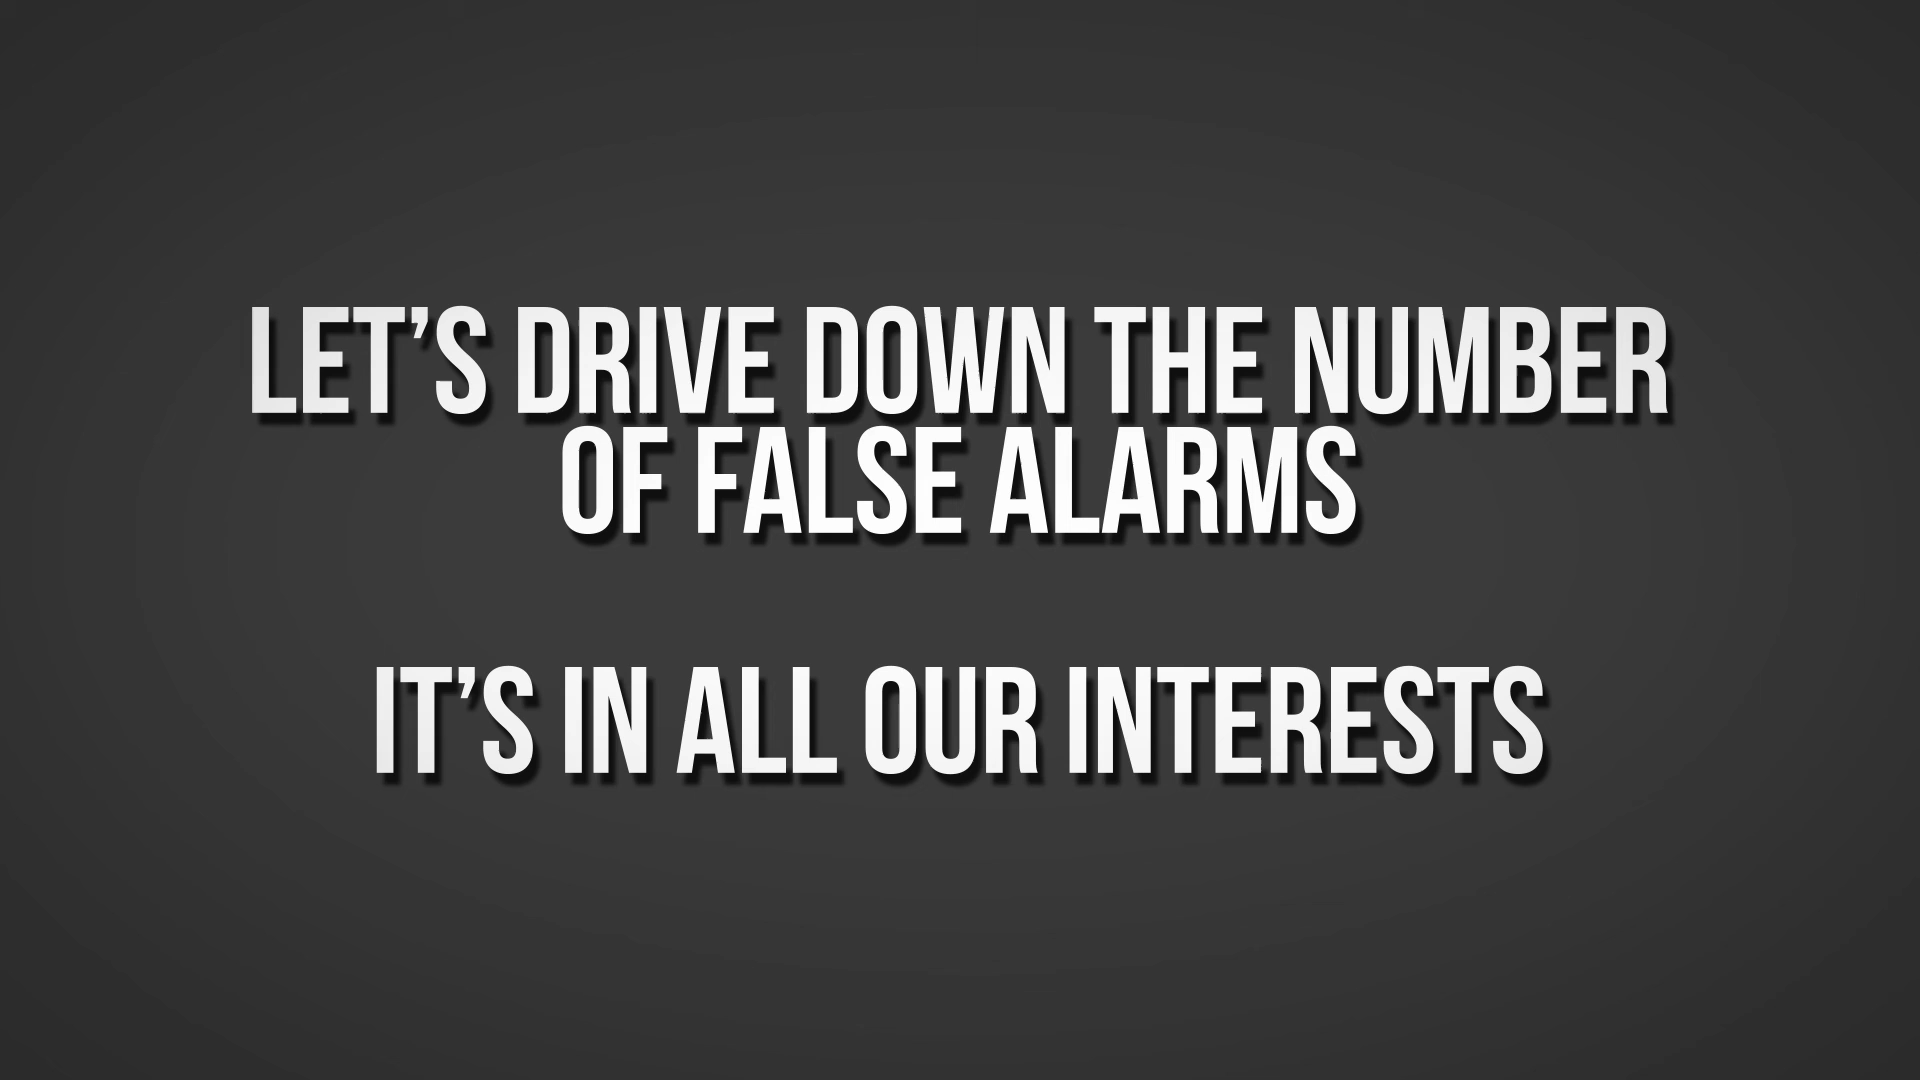 LET’S DRIVE DOWN THE NUMBER
OF FALSE ALARMS
IT’S IN ALL OUR INTERESTS